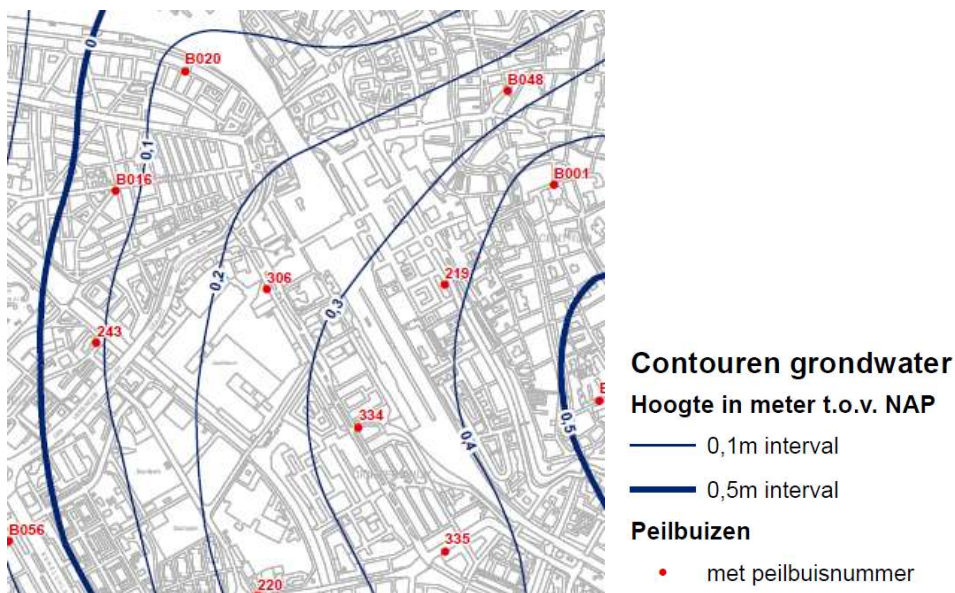 0
B020
B048
0,1
B016
B001
0,2
306
219
0,3
243
334
0,5
0,4
B056
335
220
Contouren grondwater
Hoogte in meter t.o.v. NAP
0,1m interval
0,5m interval
Peilbuizen
met peilbuisnummer